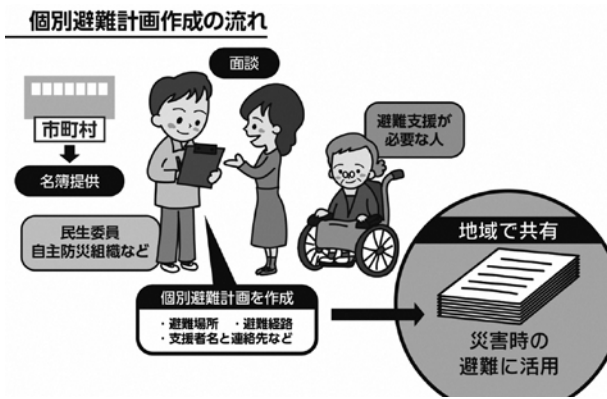 個別避難計画作成の流れ
面談
市町村
名簿提供
民生委員
自主防災組織など
避難支援が
必要な人
個別避難計画を作成
・避難場所　・避難経路
・支援者名と連絡先など
地域で共有
災害時の
避難に活用